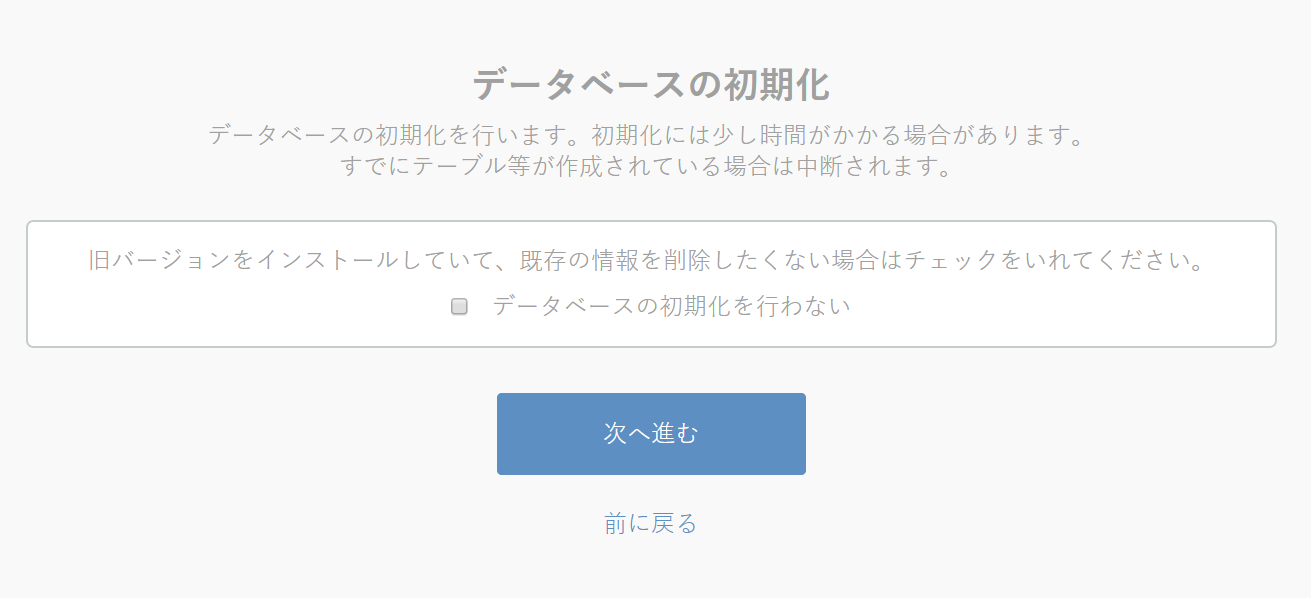 データベースの初期化
データベースの初期化を行います。初期化には少し時間がかかる場合があります。
すでにテーブル等が作成されている場合は中断されます。
旧バージョンをインストールしていて、既存の情報を削除したくない場合はチェックをいれてください。
データベースの初期化を行わない
次へ進む
前に戻る